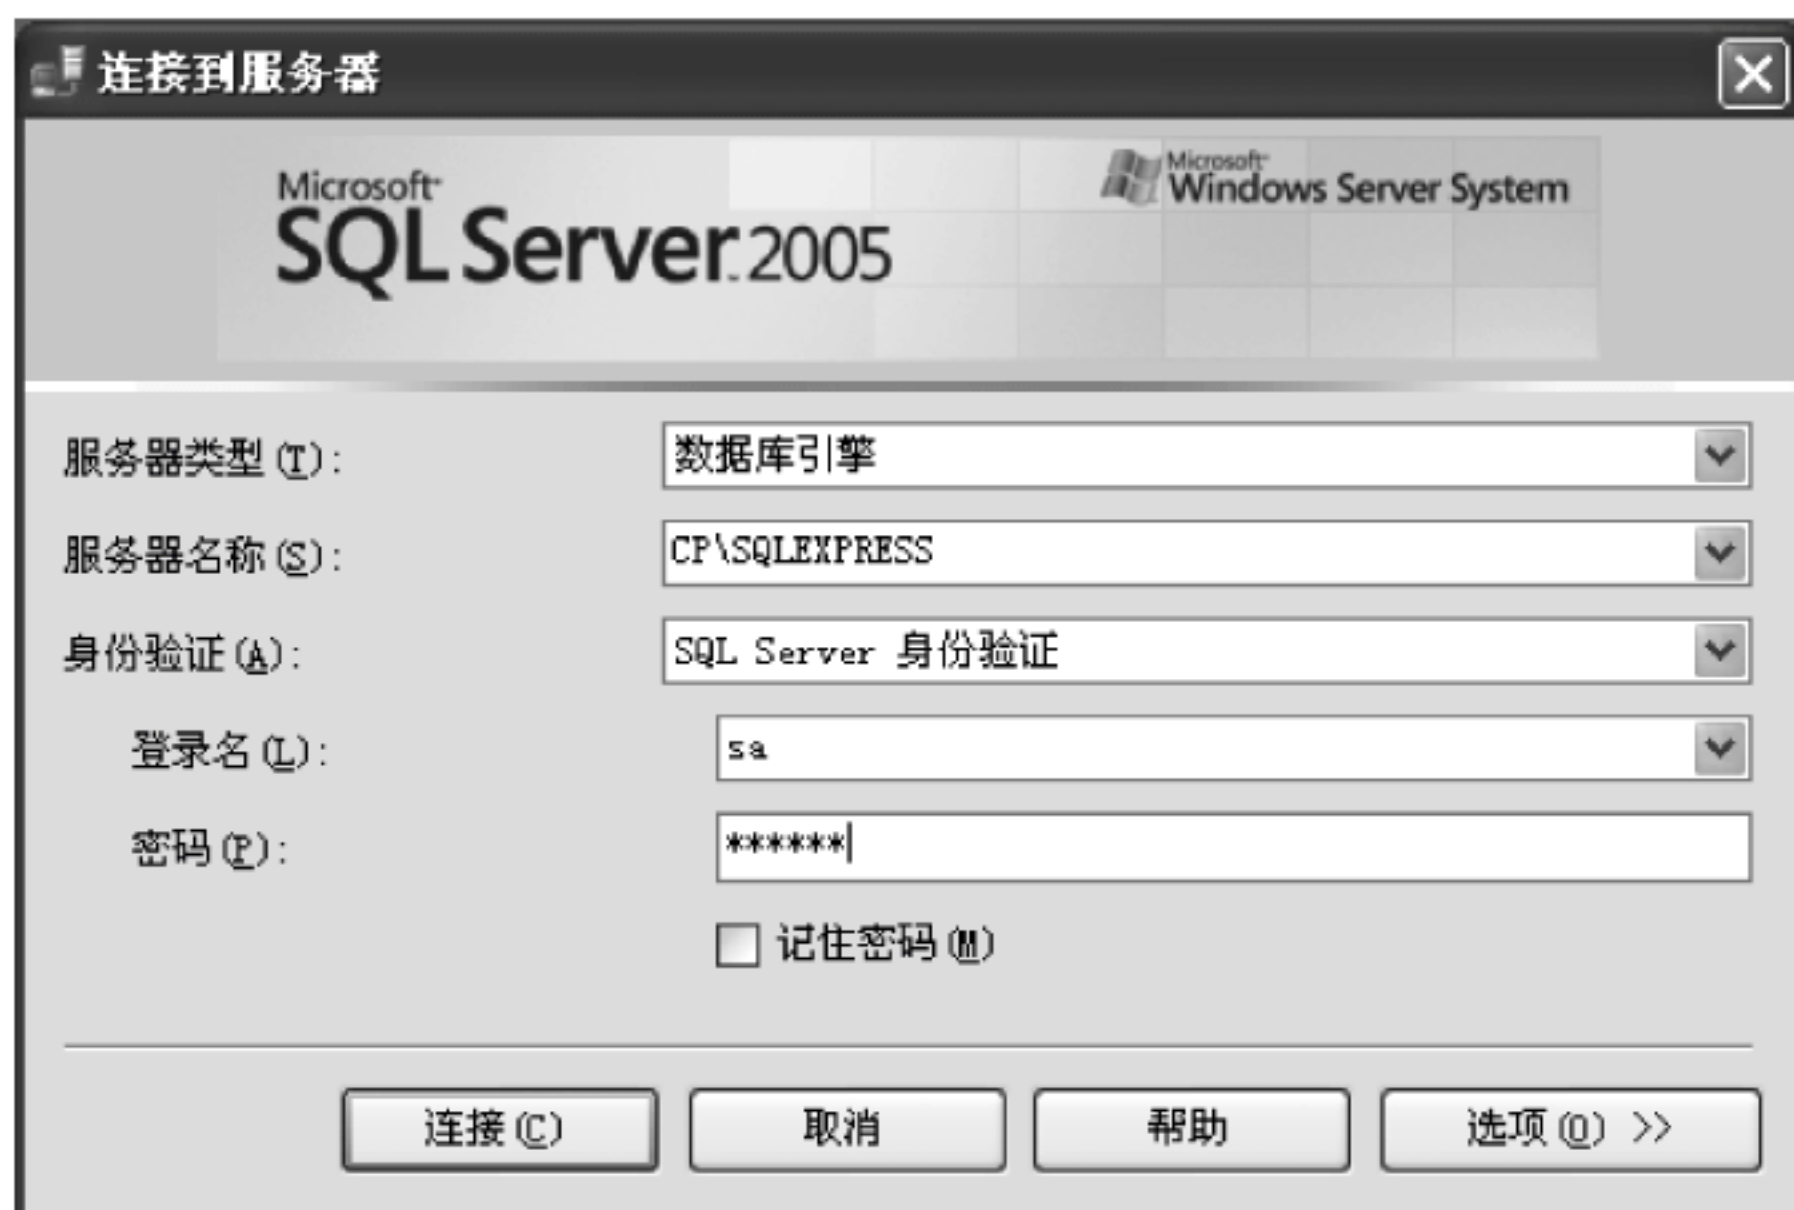 连接到服务器
Microsoft
SQL Server 2005
Microsoft
Windows Server System
服务器类型(T): 数据库引擎
服务器名称(S): CP\SQLEXPRESS
身份验证(A): SQL Server 身份验证
登录名(L): sa
密码(P): ******
记住密码(M)
连接(C) 取消 帮助 选项(O) >>